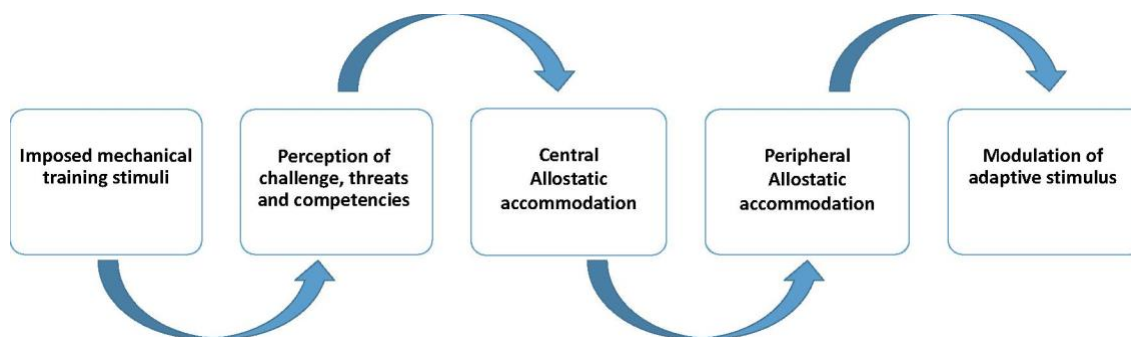 Imposed mechanical
training stimuli
Perception of
challenge, threats
and competencies
Central
Allostatic
accommodation
Peripheral
Allostatic
accommodation
Modulation of
adaptive stimulus